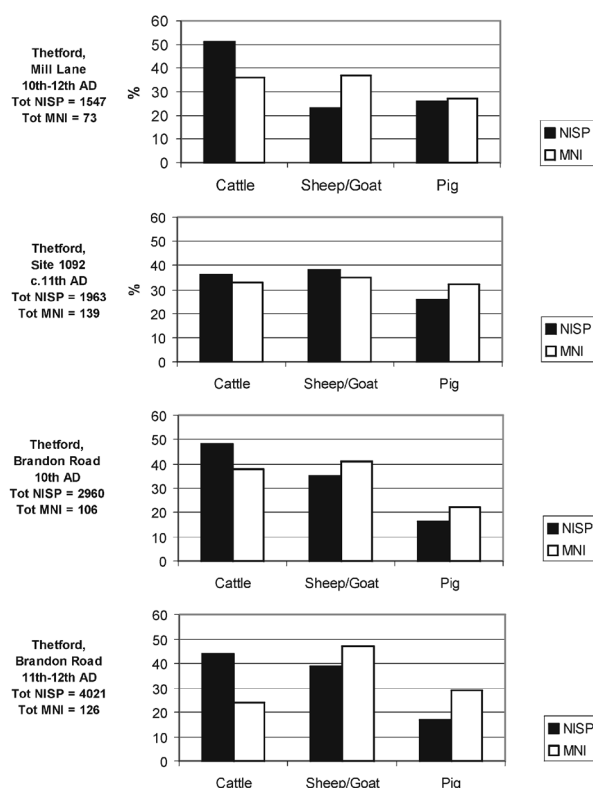 Thetford,
Mill Lane
10th-12th AD
Tot NISP = 1547
Tot MNI = 73
%
60
50
40
30
20
10
0
Cattle Sheep/Goat Pig
NISP
MNI
Thetford,
Site 1092
c.11th AD
Tot NISP = 1963
Tot MNI = 139
%
60
50
40
30
20
10
0
Cattle Sheep/Goat Pig
NISP
MNI
Thetford,
Brandon Road
10th AD
Tot NISP = 2960
Tot MNI = 106
60
50
40
30
20
10
0
Cattle Sheep/Goat Pig
NISP
MNI
Thetford,
Brandon Road
11th-12th AD
Tot NISP = 4021
Tot MNI = 126
60
50
40
30
20
10
0
Cattle Sheep/Goat Pig
NISP
MNI